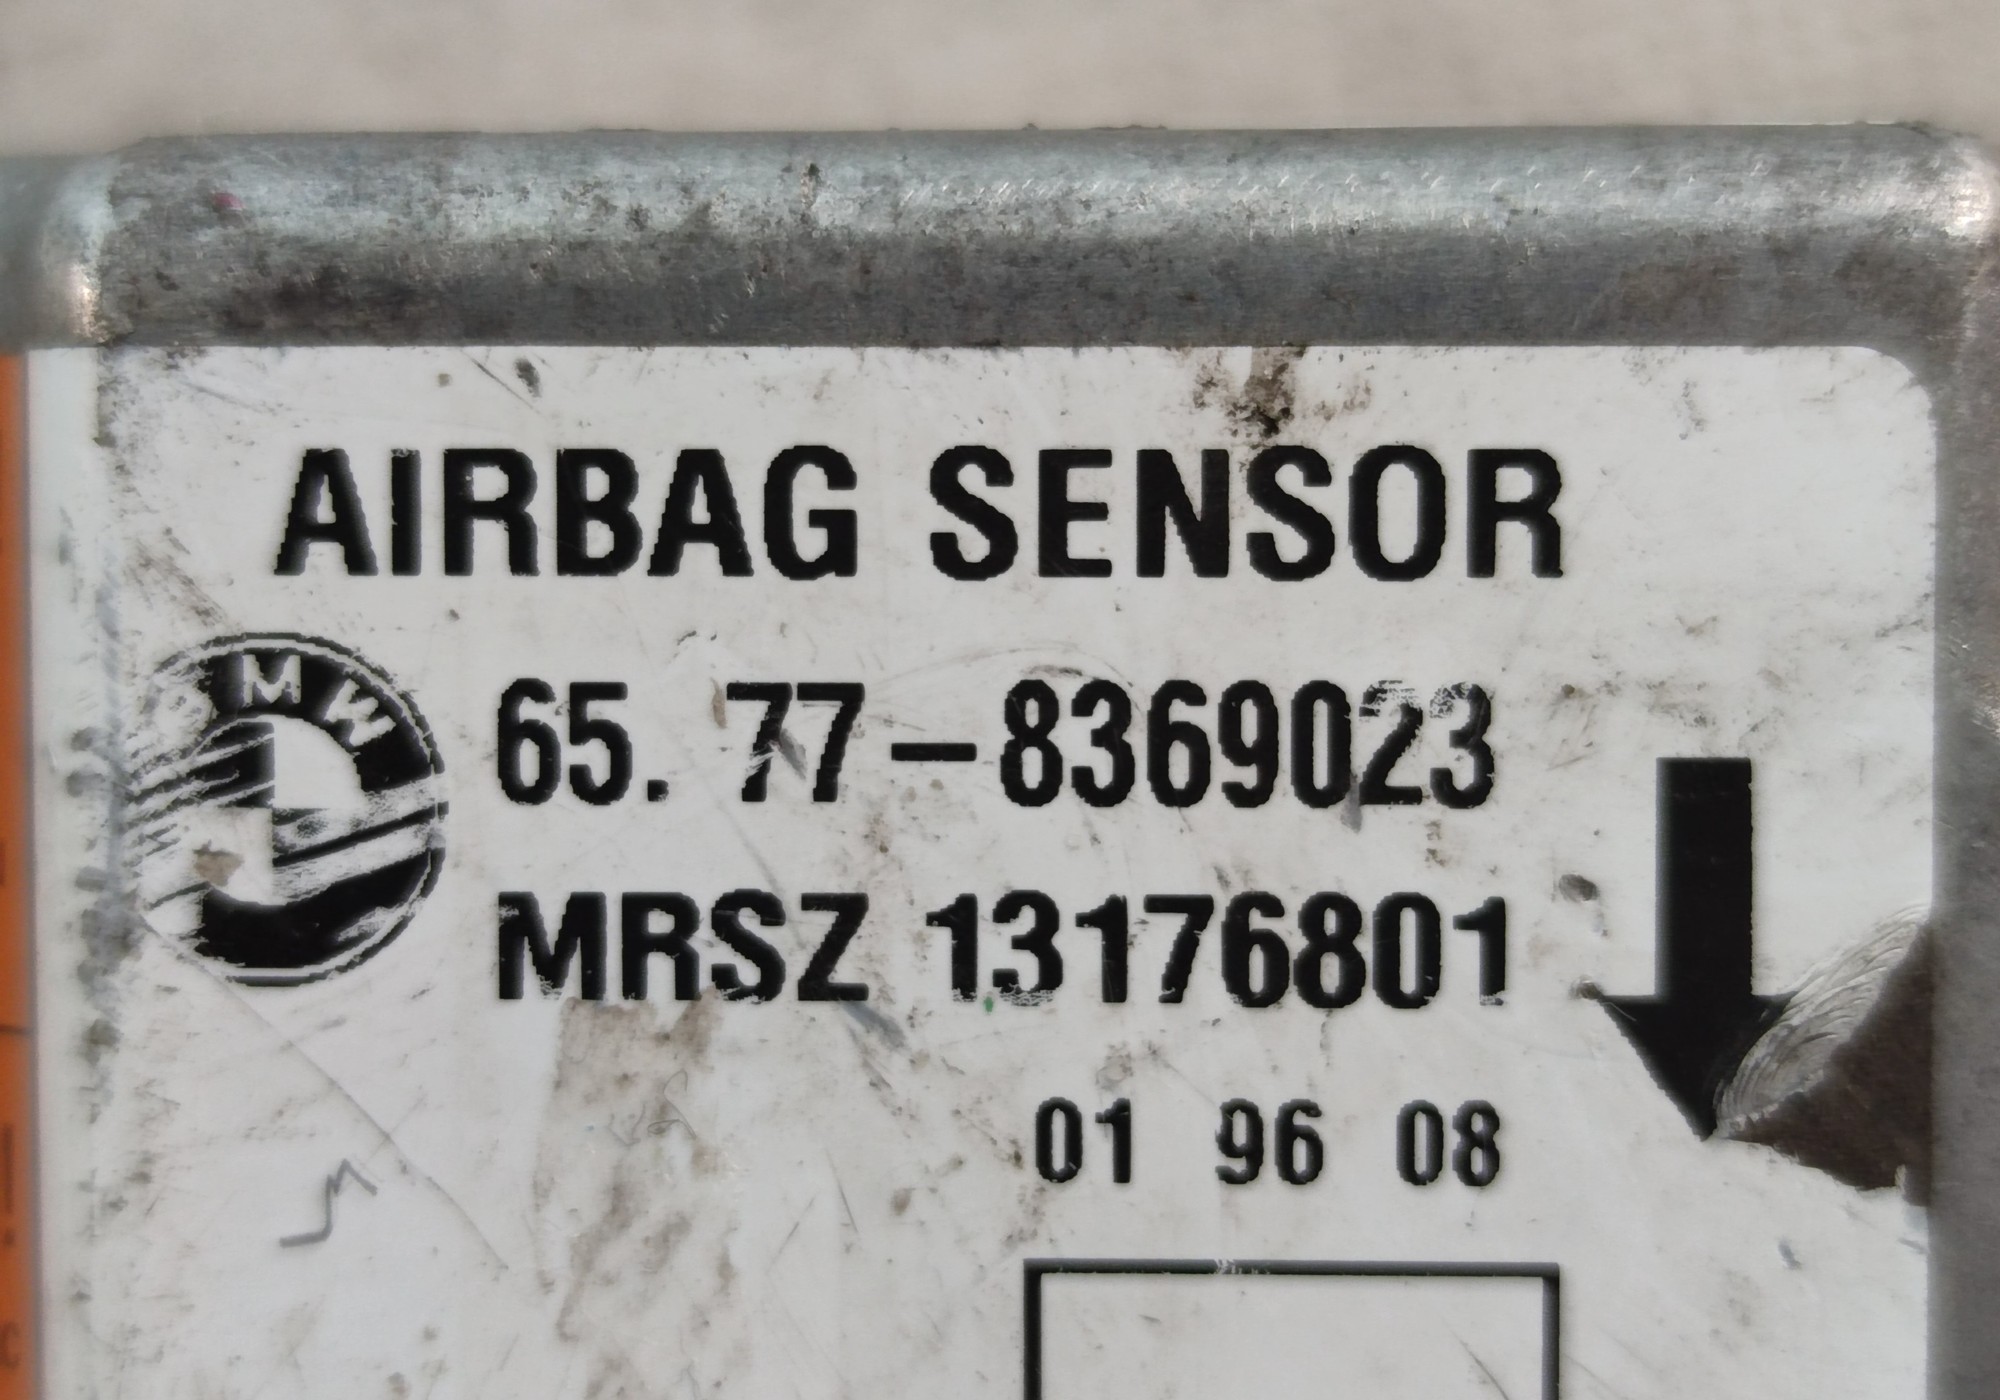 AIRBAG SENSOR
BMW
65. 77-8369023
MRSZ 13176801
01 96 08